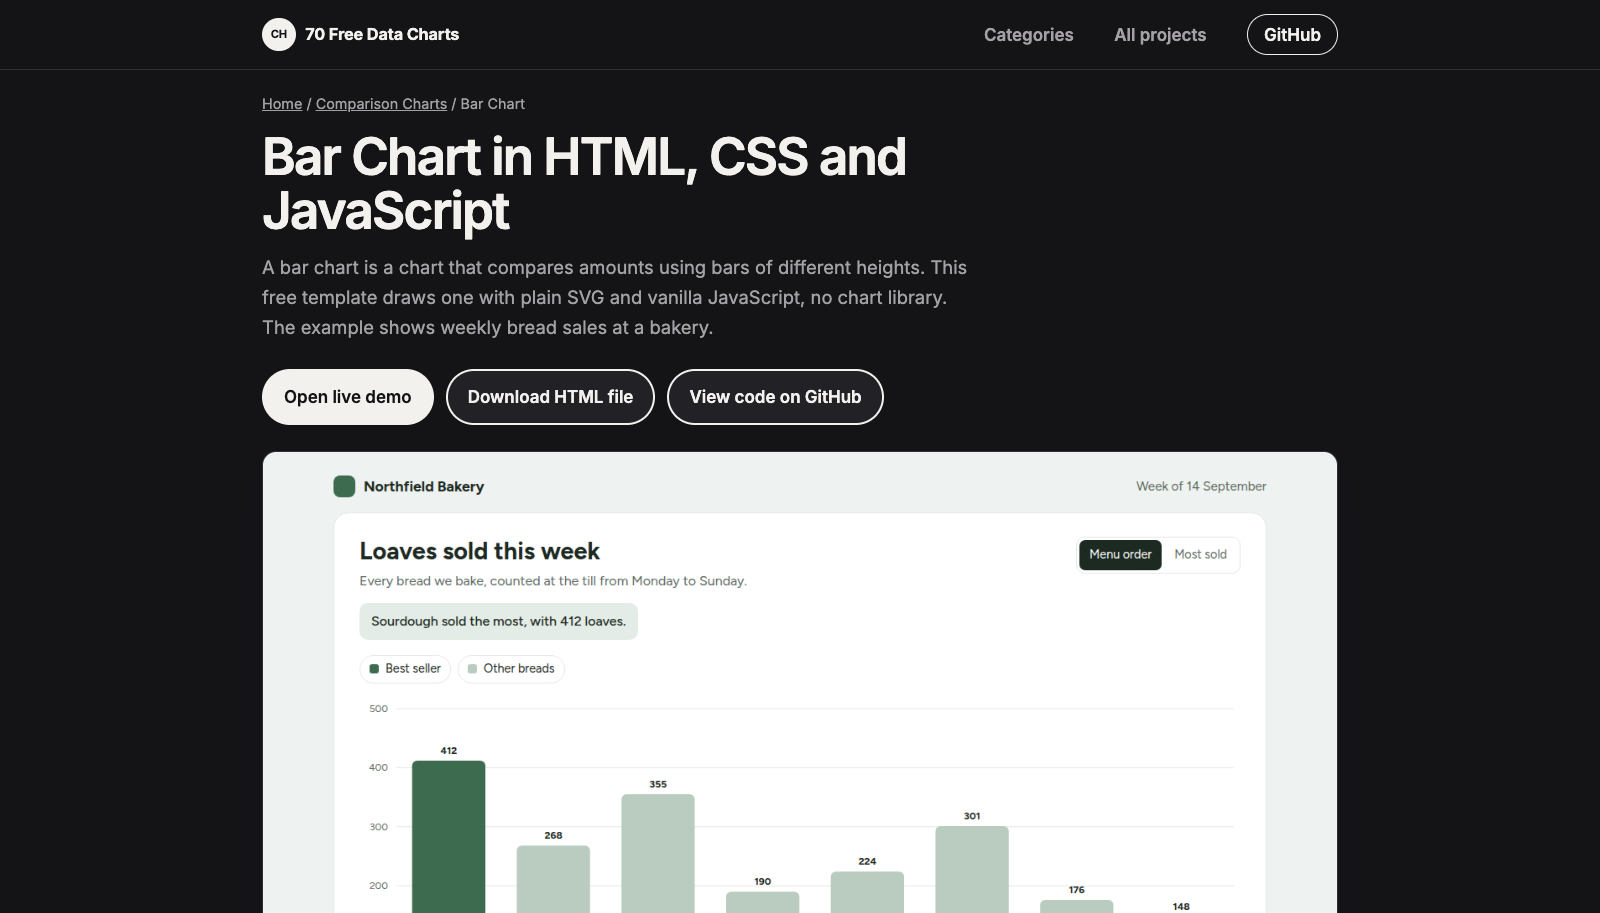 CH 70 Free Data Charts
Categories All projects GitHub
Home / Comparison Charts / Bar Chart
Bar Chart in HTML, CSS and
JavaScript
A bar chart is a chart that compares amounts using bars of different heights. This
free template draws one with plain SVG and vanilla JavaScript, no chart library.
The example shows weekly bread sales at a bakery.
Open live demo Download HTML file View code on GitHub
Northfield Bakery Week of 14 September
Loaves sold this week
Menu order Most sold
Every bread we bake, counted at the till from Monday to Sunday.
Sourdough sold the most, with 412 loaves.
Best seller Other breads
500
412
400
355
301
300
268
224
190
200
176
148